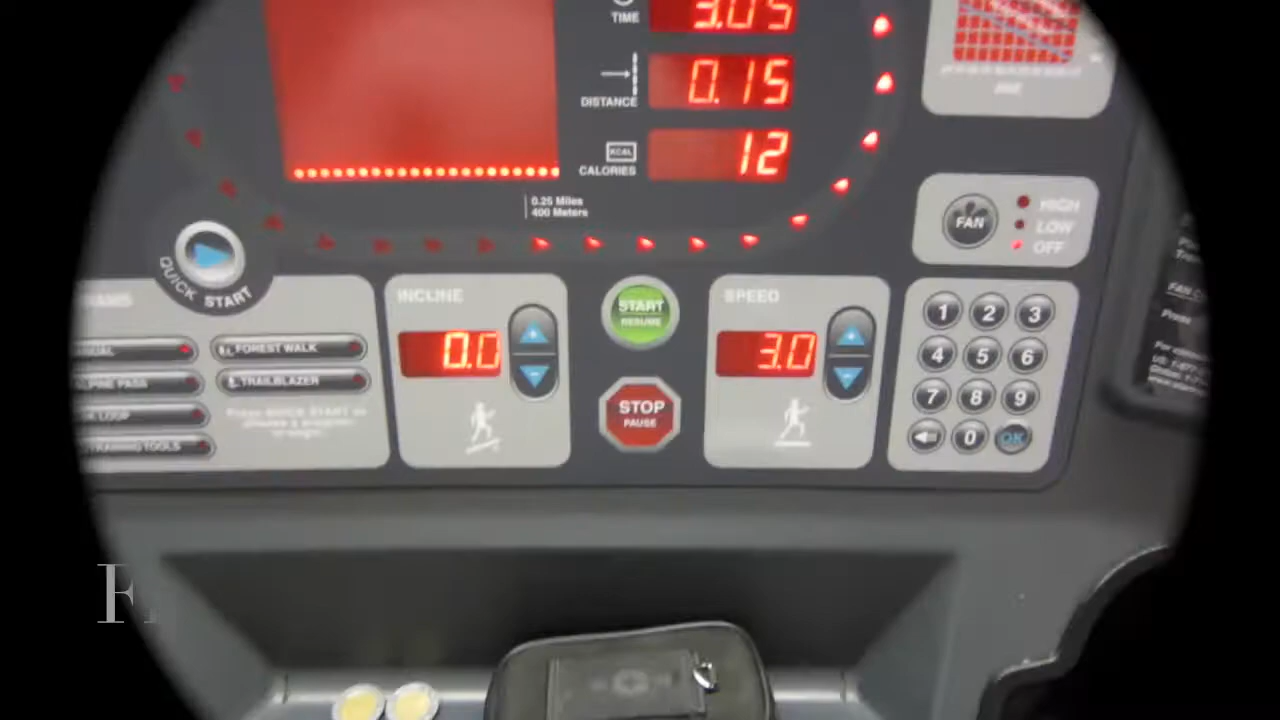 TIME
3.05
DISTANCE
0.15
KCAL
CALORIES
12
0.25 Miles
400 Meters
QUICK START
FAN
HIGH
LOW
OFF
INCLINE
0.0
START
RESUME
STOP
PAUSE
SPEED
3.0
FOREST WALK
TRAILBLAZER
TRAINING TOOLS
1 2 3
4 5 6
7 8 9
0 OK